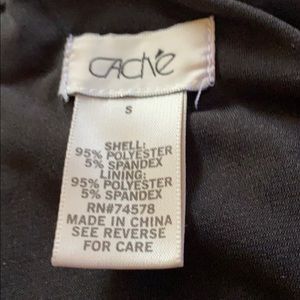 CACHÉ
S
SHELL:
95% POLYESTER
5% SPANDEX
LINING:
95% POLYESTER
5% SPANDEX
RN#74578
MADE IN CHINA
SEE REVERSE
FOR CARE